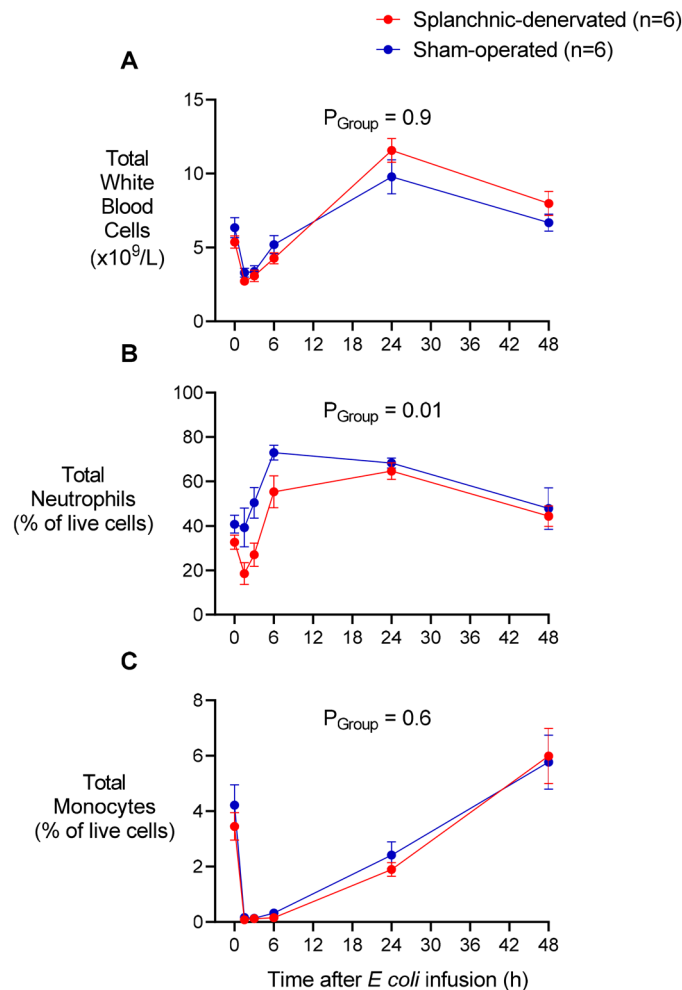 Splanchnic-denervated (n=6)
Sham-operated (n=6)
A
15
10
5
0
Total
White
Blood
Cells
(x10⁹/L)
P_Group = 0.9
0 6 12 18 24 30 36 42 48
B
100
80
60
40
20
0
Total
Neutrophils
(% of live cells)
P_Group = 0.01
0 6 12 18 24 30 36 42 48
C
8
6
4
2
0
Total
Monocytes
(% of live cells)
P_Group = 0.6
0 6 12 18 24 30 36 42 48
Time after E coli infusion (h)